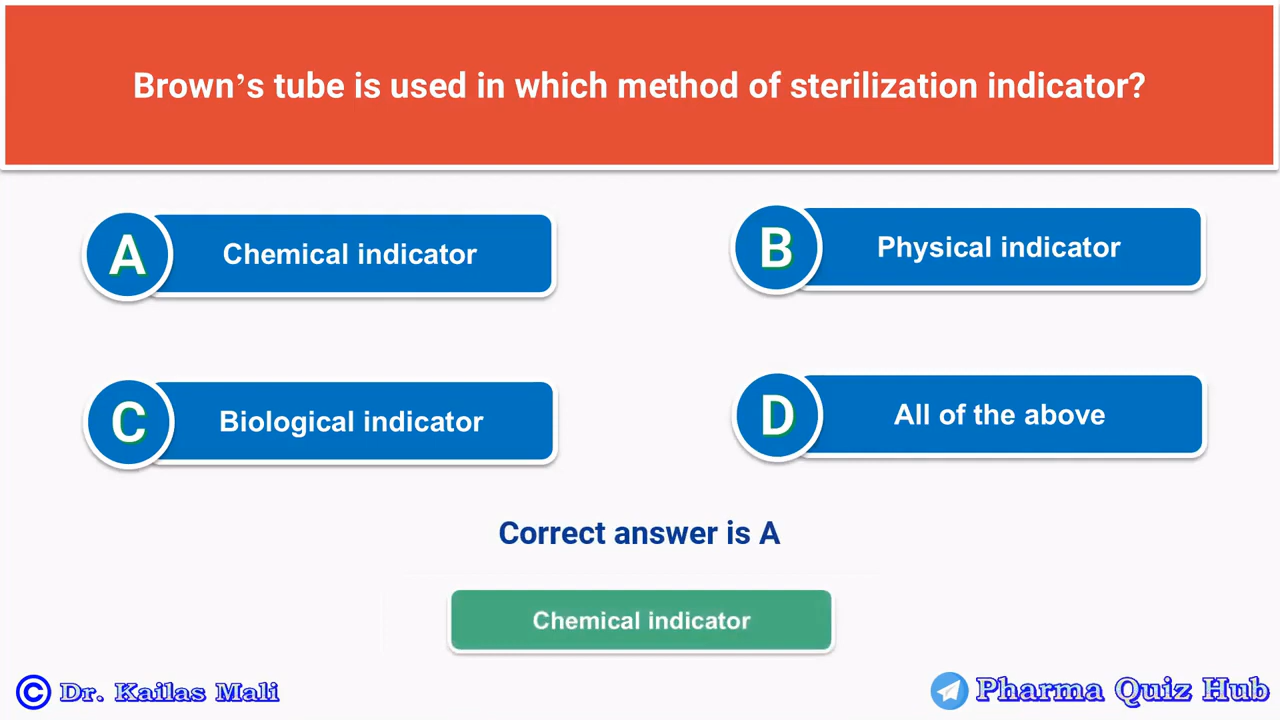 Brown’s tube is used in which method of sterilization indicator?
A Chemical indicator
B Physical indicator
C Biological indicator
D All of the above
Correct answer is A
Chemical indicator
© Dr. Kailas Mali
Pharma Quiz Hub